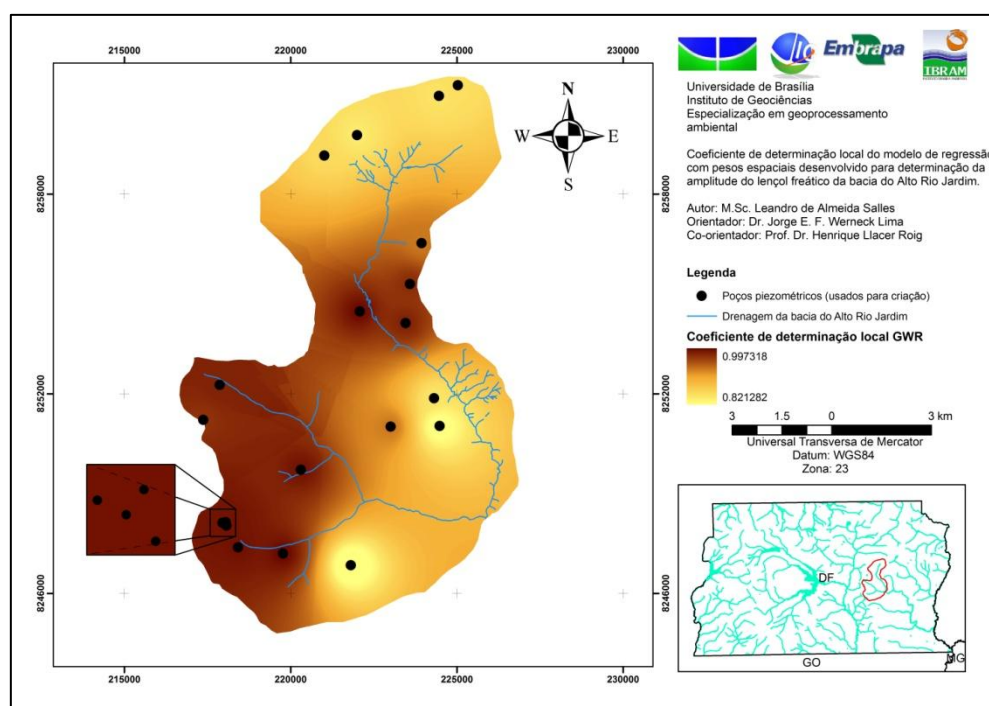 215000
220000
225000
230000
8258000
8252000
8246000
215000
220000
225000
230000
N
W
E
S
Embrapa
IBRAM
Universidade de Brasília
Instituto de Geociências
Especialização em geoprocessamento
ambiental
Coeficiente de determinação local do modelo de regressão
com pesos espaciais desenvolvido para determinação da
amplitude do lençol freático da bacia do Alto Rio Jardim.
Autor: M.Sc. Leandro de Almeida Salles
Orientador: Dr. Jorge E. F. Werneck Lima
Co-orientador: Prof. Dr. Henrique Llacer Roig
Legenda
Poços piezométricos (usados para criação)
Drenagem da bacia do Alto Rio Jardim
Coeficiente de determinação local GWR
0.997318
0.821282
3 1.5 0 3 km
Universal Transversa de Mercator
Datum: WGS84
Zona: 23
DF
GO
MG